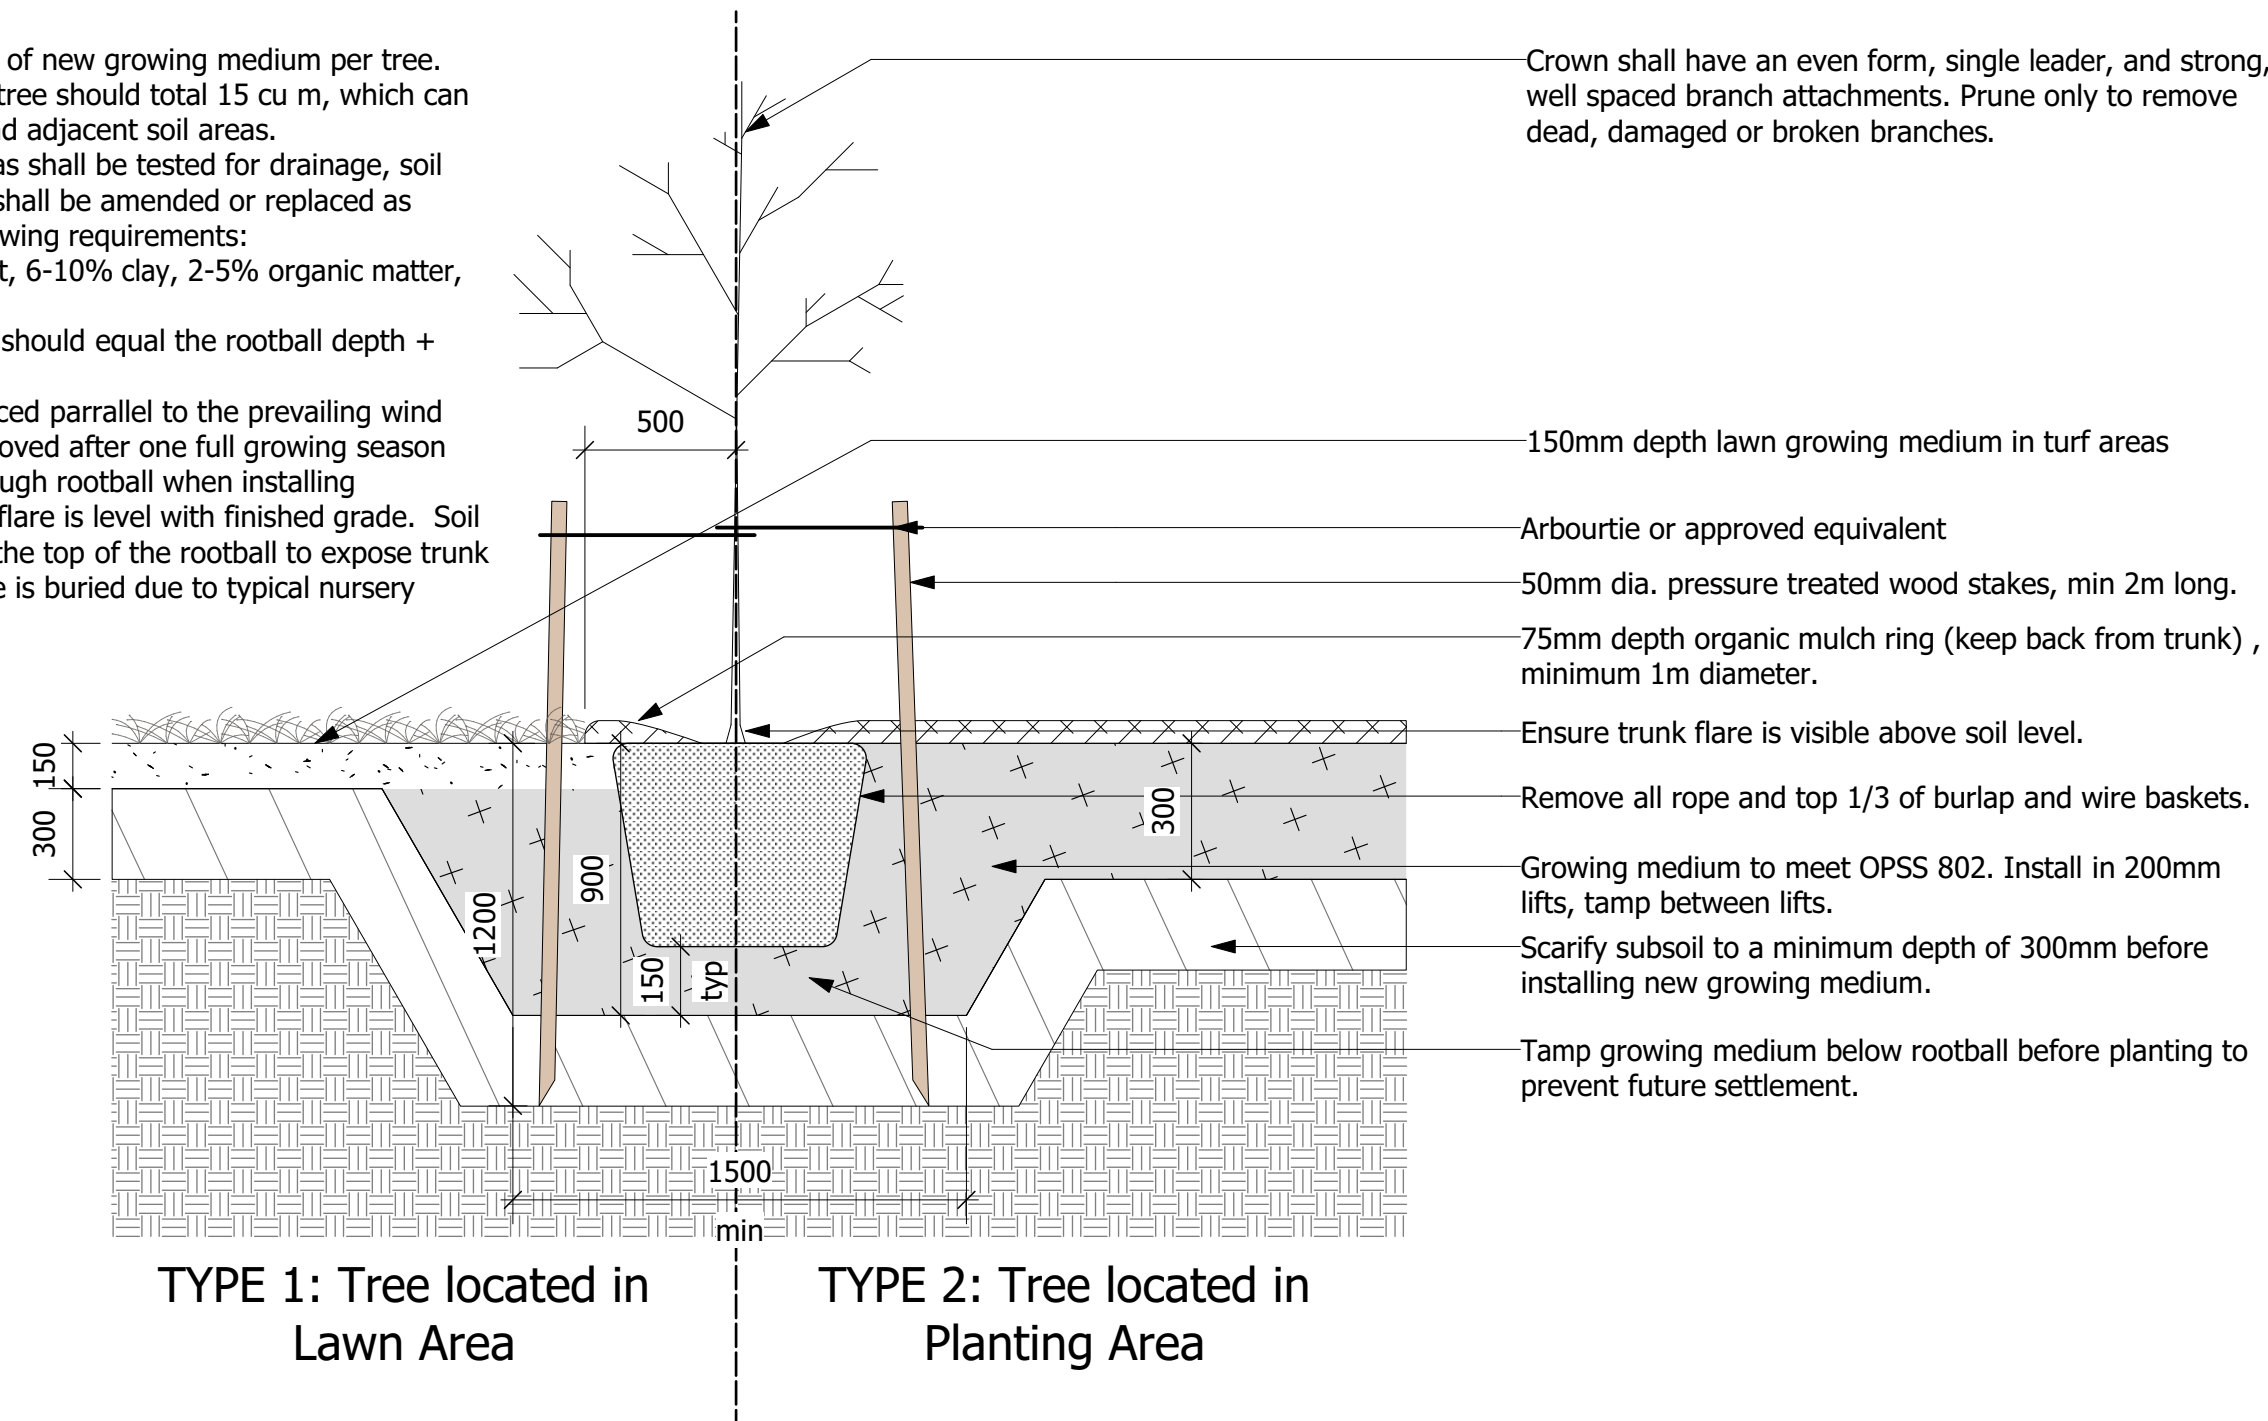 of new growing medium per tree.
tree should total 15 cu m, which can
d adjacent soil areas.
as shall be tested for drainage, soil
shall be amended or replaced as
wing requirements:
t, 6-10% clay, 2-5% organic matter,
should equal the rootball depth +
ced parrallel to the prevailing wind
oved after one full growing season
ugh rootball when installing
flare is level with finished grade.  Soil
the top of the rootball to expose trunk
e is buried due to typical nursery
Crown shall have an even form, single leader, and strong,
well spaced branch attachments. Prune only to remove
dead, damaged or broken branches.
150mm depth lawn growing medium in turf areas
Arbourtie or approved equivalent
50mm dia. pressure treated wood stakes, min 2m long.
75mm depth organic mulch ring (keep back from trunk) ,
minimum 1m diameter.
Ensure trunk flare is visible above soil level.
Remove all rope and top 1/3 of burlap and wire baskets.
Growing medium to meet OPSS 802. Install in 200mm
lifts, tamp between lifts.
Scarify subsoil to a minimum depth of 300mm before
installing new growing medium.
Tamp growing medium below rootball before planting to
prevent future settlement.
500
150
300
1200
900
150
typ
300
1500
min
TYPE 1: Tree located in
Lawn Area
TYPE 2: Tree located in
Planting Area